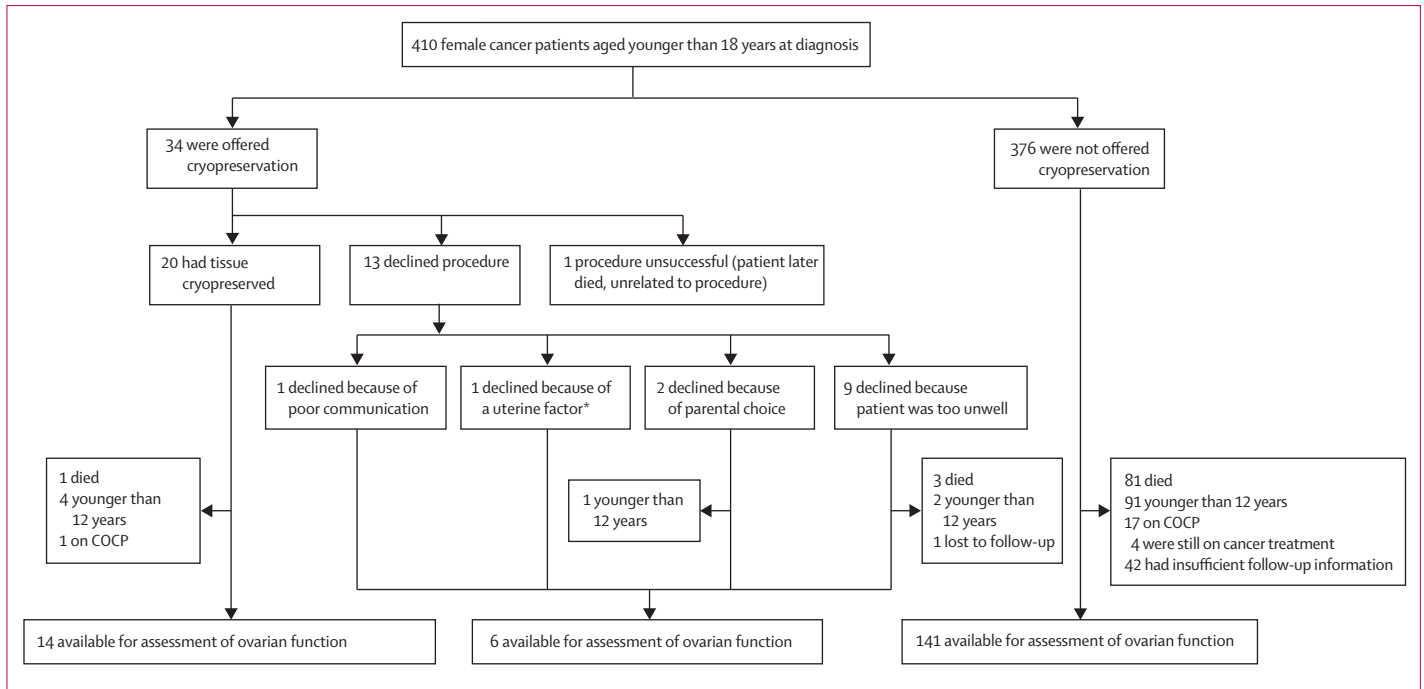 410 female cancer patients aged younger than 18 years at diagnosis
34 were offered
cryopreservation
376 were not offered
cryopreservation
20 had tissue
cryopreserved
13 declined procedure
1 procedure unsuccessful (patient later
died, unrelated to procedure)
1 declined because of
poor communication
1 declined because of
a uterine factor*
2 declined because
of parental choice
9 declined because
patient was too unwell
1 died
4 younger than
12 years
1 on COCP
1 younger than
12 years
3 died
2 younger than
12 years
1 lost to follow-up
81 died
91 younger than 12 years
17 on COCP
4 were still on cancer treatment
42 had insufficient follow-up information
14 available for assessment of ovarian function
6 available for assessment of ovarian function
141 available for assessment of ovarian function